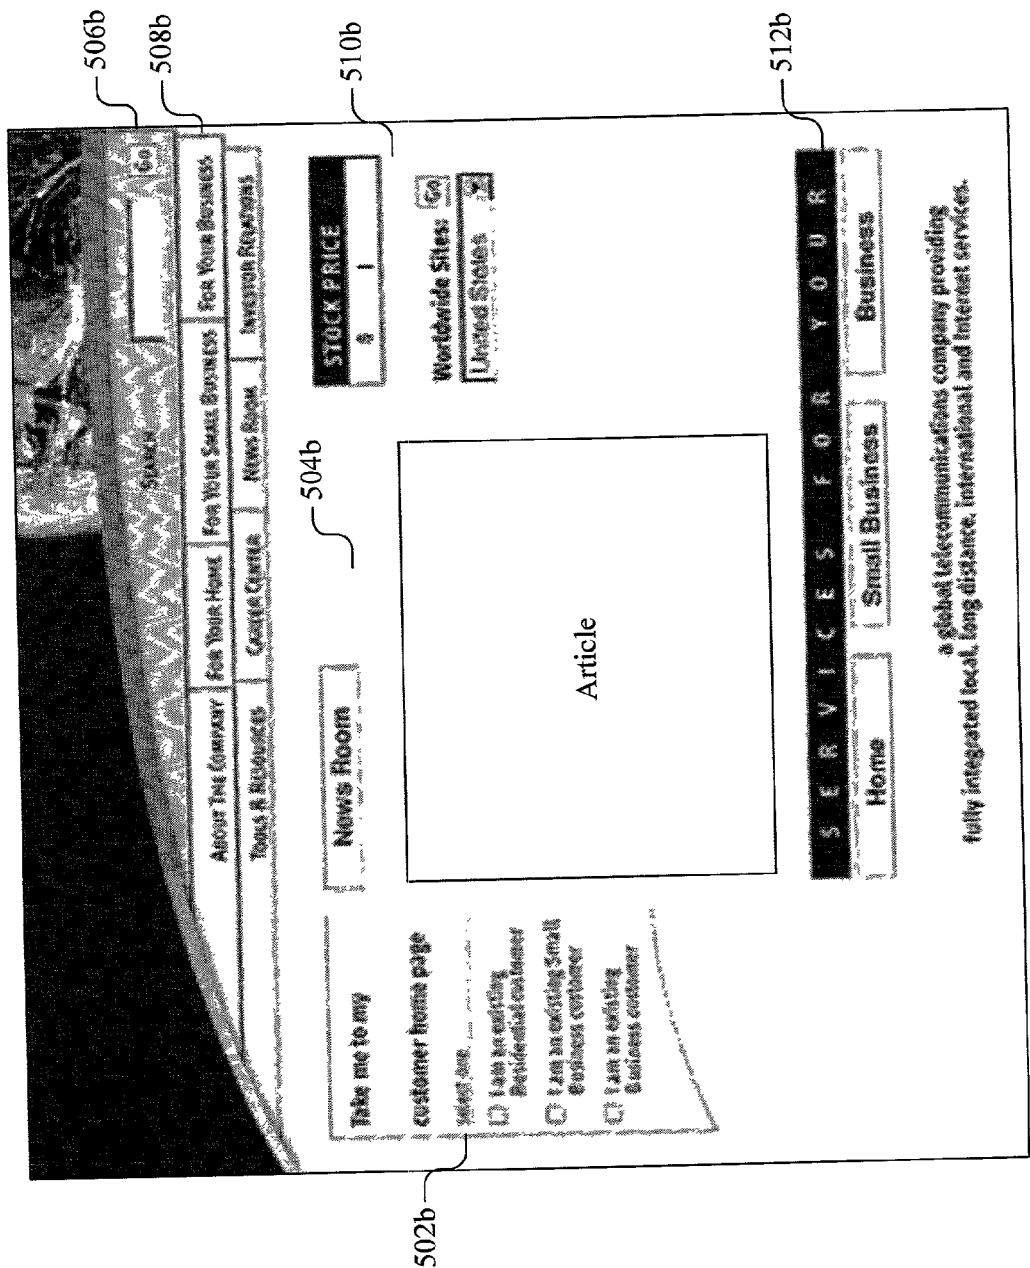 506b
508b
510b
512b
504b
502b
SEARCH
Go
ABOUT THE COMPANY
FOR YOUR HOME
FOR YOUR SMALL BUSINESS
FOR YOUR BUSINESS
TOOLS & RESOURCES
CAREER CENTER
NEWS ROOM
INVESTOR RELATIONS
Take me to my
customer home page
select one
I am an existing
Residential customer
I am an existing Small
Business customer
I am an existing
Business customer
News Room
Article
STOCK PRICE
$
Worldwide Sites:
Go
United States
SERVICES FOR YOUR
Home
Small Business
Business
a global telecommunications company providing
fully integrated local, long distance, international and Internet services.